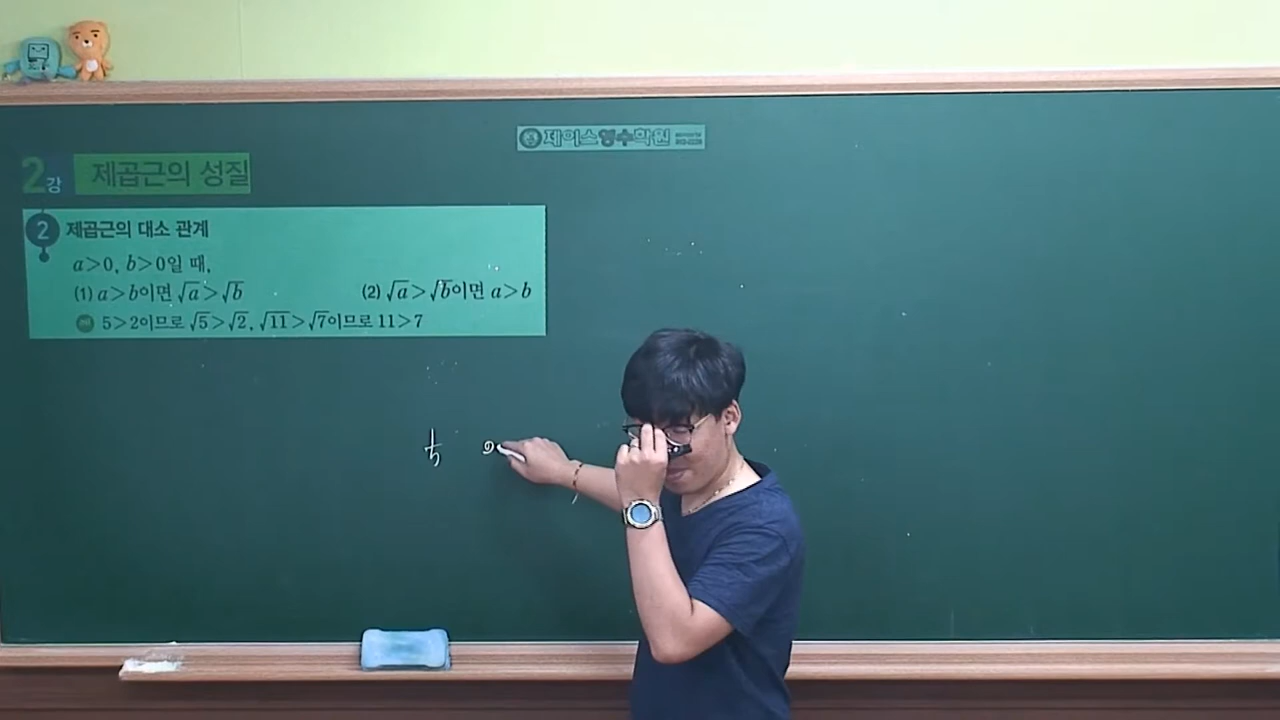 제이스영수학원
2강 제곱근의 성질
2 제곱근의 대소 관계
a>0, b>0일 때,
(1) a>b이면 √a>√b (2) √a>√b이면 a>b
예 5>2이므로 √5>√2, √11>√7이므로 11>7